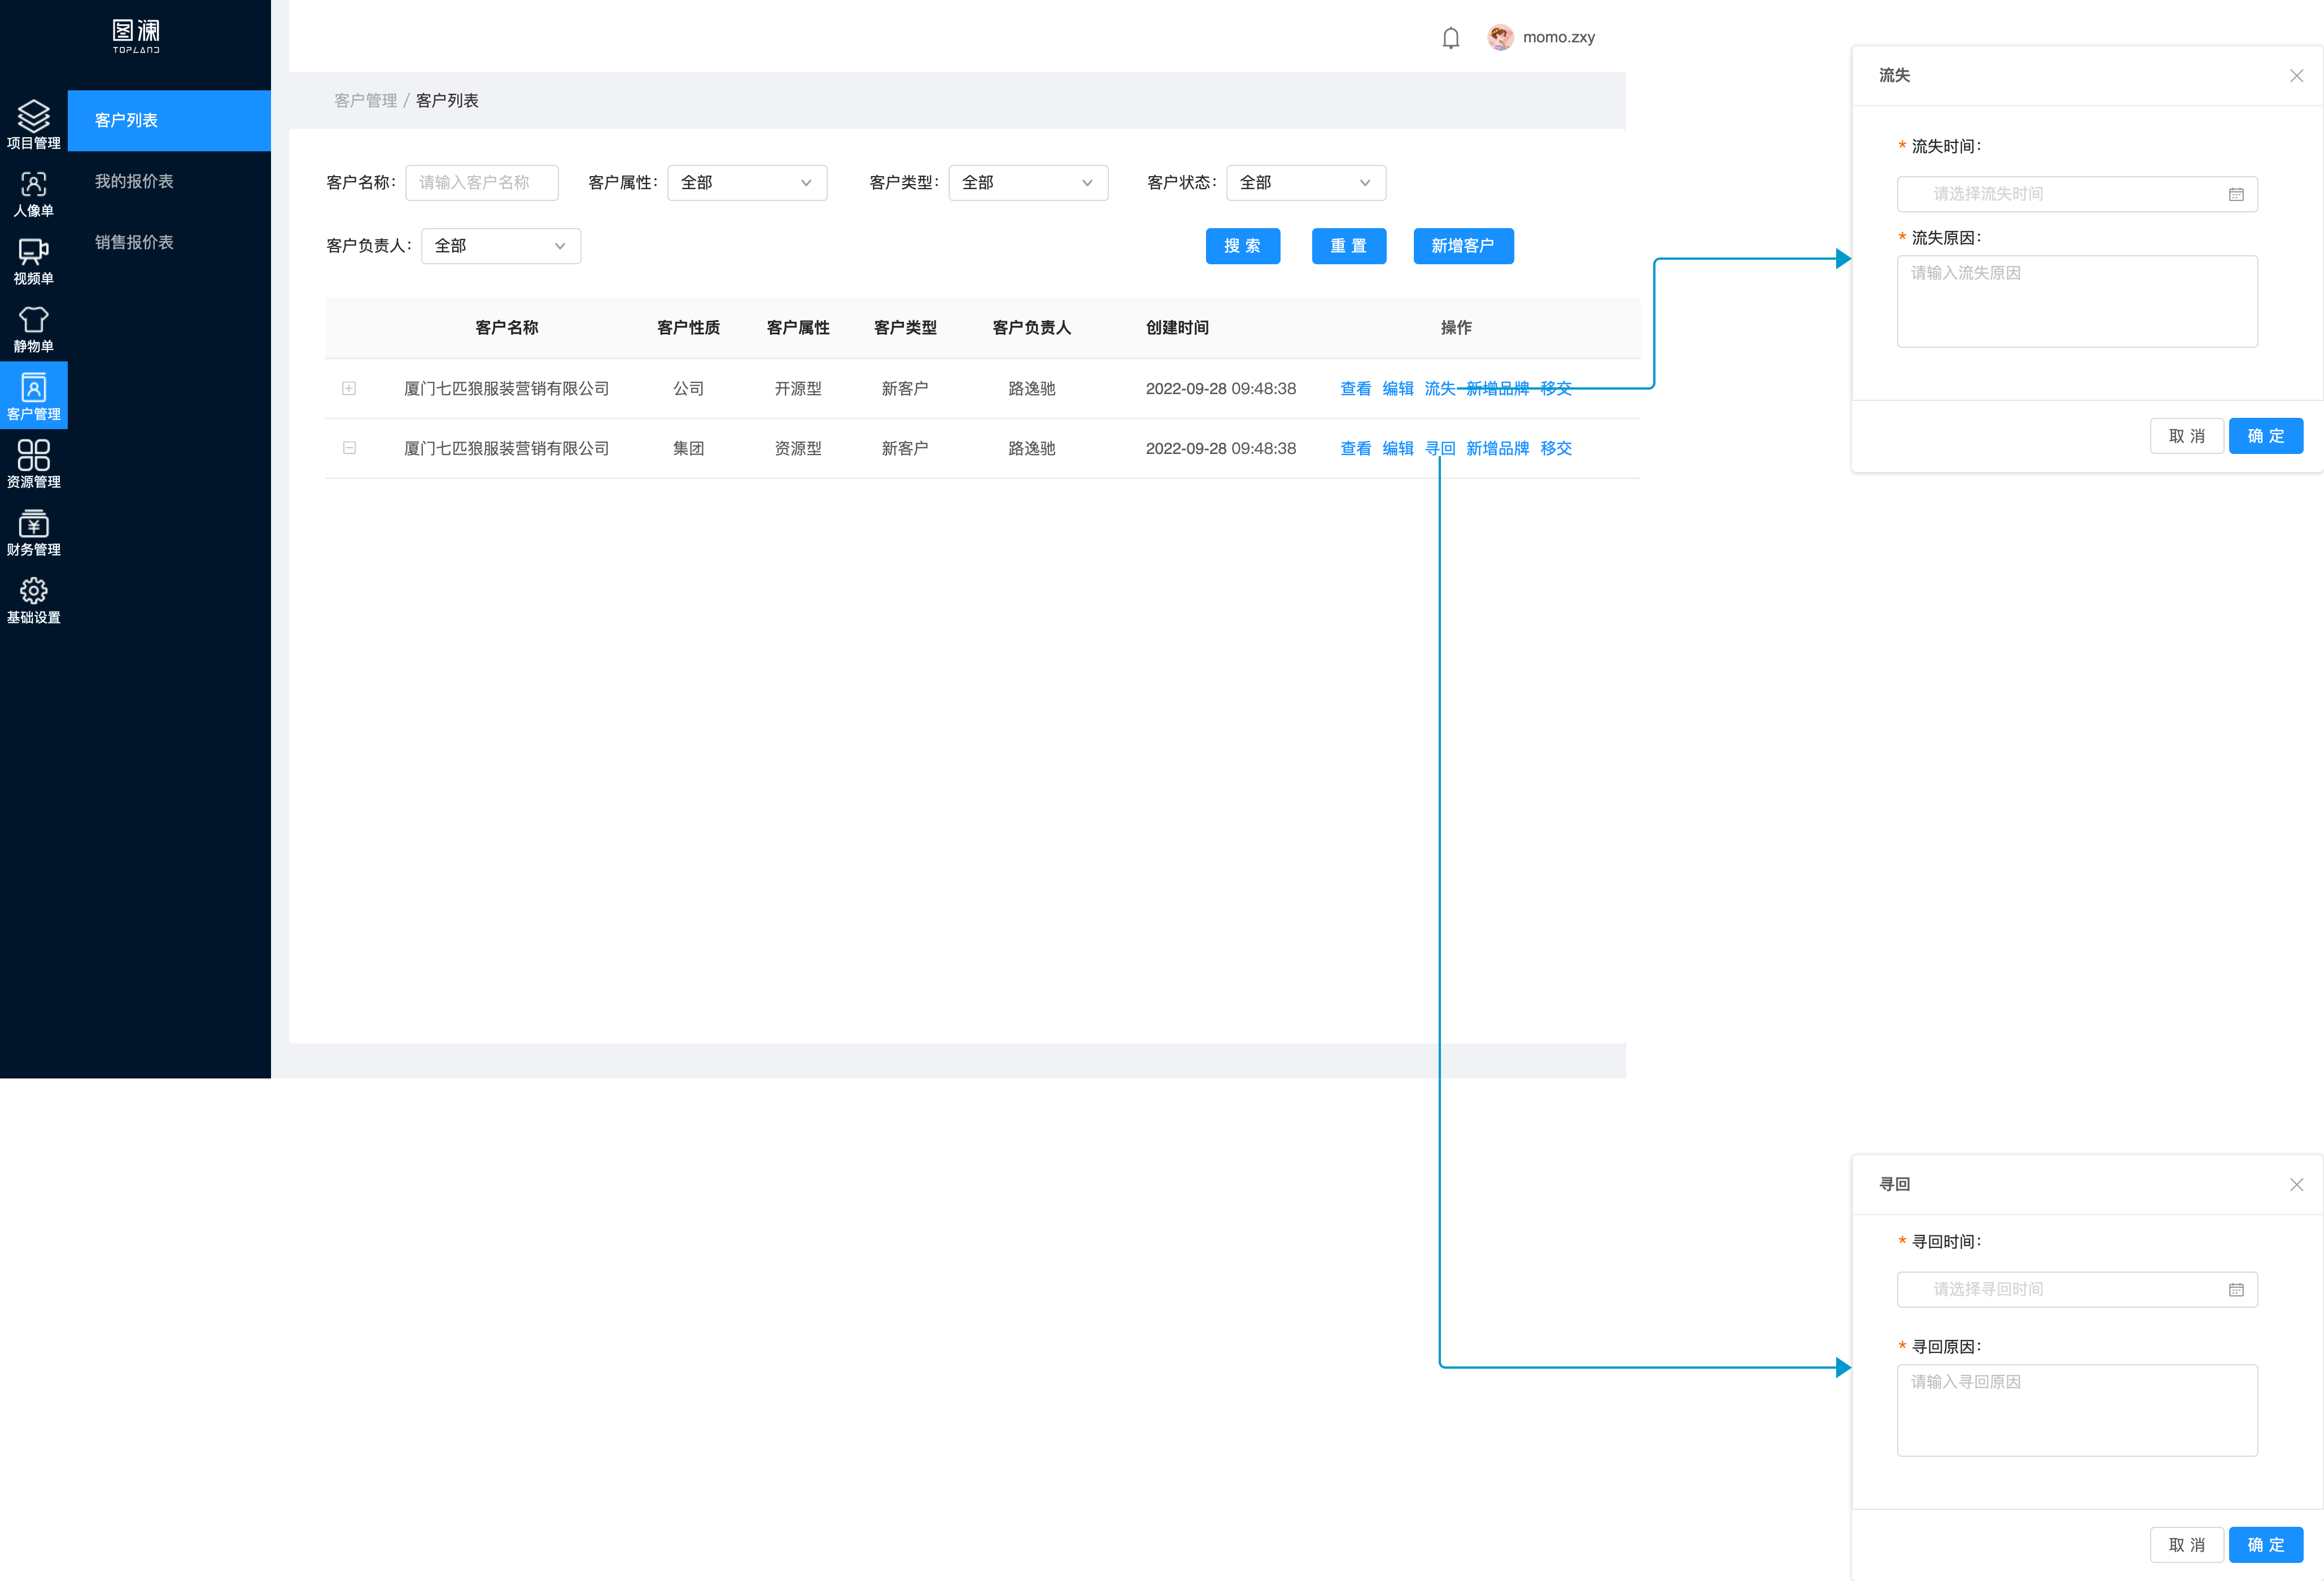 图澜
TOPLAND
momo.zxy
项目管理
人像单
视频单
静物单
客户管理
资源管理
财务管理
基础设置
客户列表
我的报价表
销售报价表
客户管理 / 客户列表
客户名称： 请输入客户名称 客户属性： 全部 客户类型： 全部 客户状态： 全部
客户负责人： 全部 搜 索 重 置 新增客户
客户名称 客户性质 客户属性 客户类型 客户负责人 创建时间 操作
厦门七匹狼服装营销有限公司 公司 开源型 新客户 路逸驰 2022-09-28 09:48:38 查看 编辑 流失 新增品牌 移交
厦门七匹狼服装营销有限公司 集团 资源型 新客户 路逸驰 2022-09-28 09:48:38 查看 编辑 寻回 新增品牌 移交
流失
* 流失时间：
请选择流失时间
* 流失原因：
请输入流失原因
取 消 确 定
寻回
* 寻回时间：
请选择寻回时间
* 寻回原因：
请输入寻回原因
取 消 确 定